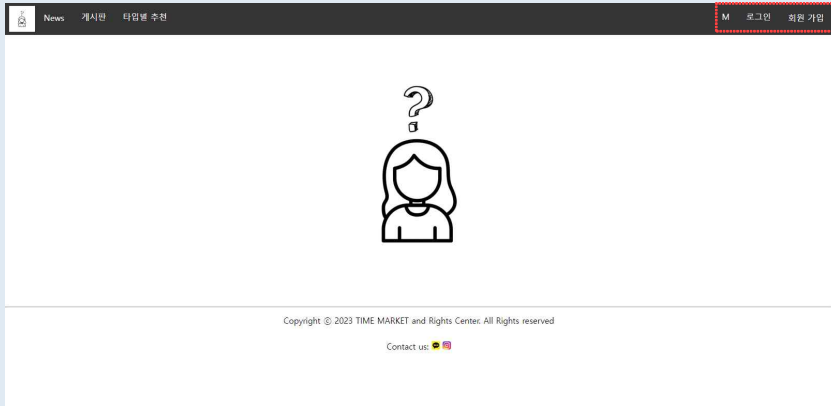 News 게시판 타입별 추천 M 로그인 회원 가입
?
Copyright ⓒ 2023 TIME MARKET and Rights Center. All Rights reserved
Contact us: